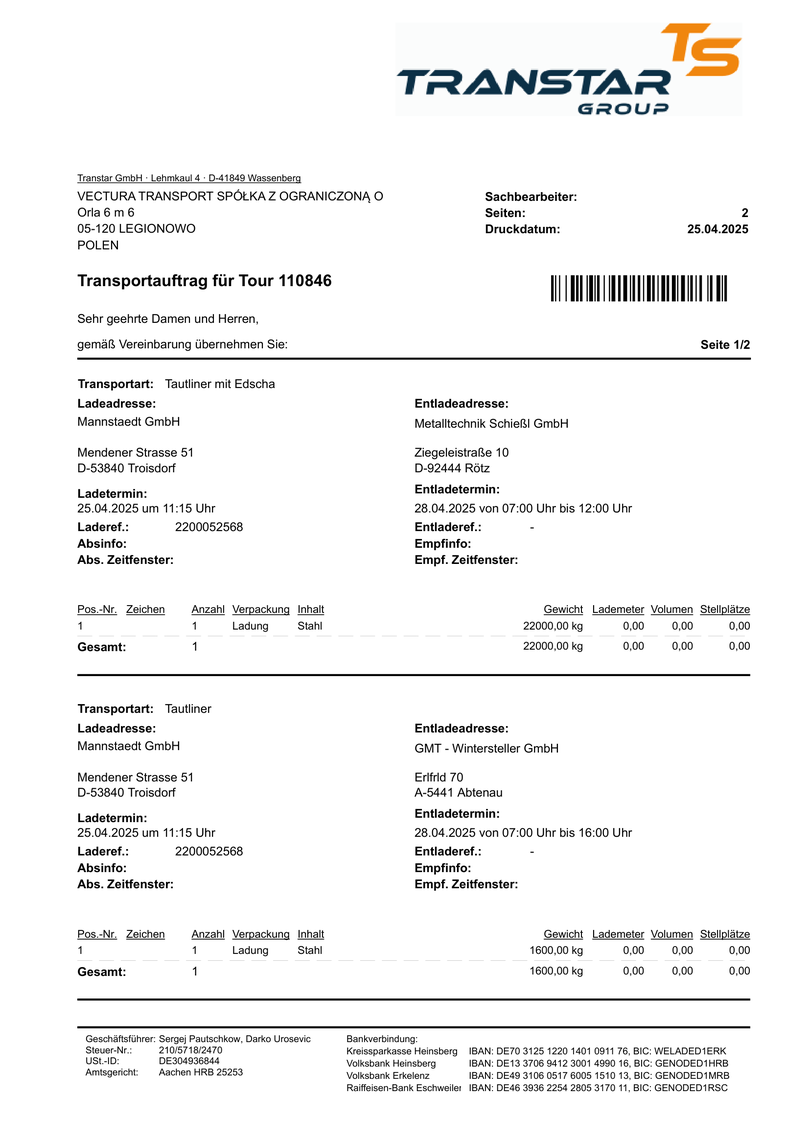 TS
TRANSTAR
GROUP
Transtar GmbH · Lehmkaul 4 · D-41849 Wassenberg
VECTURA TRANSPORT SPÓŁKA Z OGRANICZONĄ O
Orla 6 m 6
05-120 LEGIONOWO
POLEN
Sachbearbeiter:
Seiten: 2
Druckdatum: 25.04.2025
Transportauftrag für Tour 110846
Sehr geehrte Damen und Herren,
gemäß Vereinbarung übernehmen Sie: Seite 1/2
Transportart: Tautliner mit Edscha
Ladeadresse: Entladeadresse:
Mannstaedt GmbH Metalltechnik Schießl GmbH
Mendener Strasse 51 Ziegeleistraße 10
D-53840 Troisdorf D-92444 Rötz
Ladetermin: Entladetermin:
25.04.2025 um 11:15 Uhr 28.04.2025 von 07:00 Uhr bis 12:00 Uhr
Laderef.: 2200052568 Entladeref.: -
Absinfo: Empfinfo:
Abs. Zeitfenster: Empf. Zeitfenster:
Pos.-Nr. Zeichen Anzahl Verpackung Inhalt Gewicht Lademeter Volumen Stellplätze
1 1 Ladung Stahl 22000,00 kg 0,00 0,00 0,00
Gesamt: 1 22000,00 kg 0,00 0,00 0,00
Transportart: Tautliner
Ladeadresse: Entladeadresse:
Mannstaedt GmbH GMT - Wintersteller GmbH
Mendener Strasse 51 Erlfrld 70
D-53840 Troisdorf A-5441 Abtenau
Ladetermin: Entladetermin:
25.04.2025 um 11:15 Uhr 28.04.2025 von 07:00 Uhr bis 16:00 Uhr
Laderef.: 2200052568 Entladeref.: -
Absinfo: Empfinfo:
Abs. Zeitfenster: Empf. Zeitfenster:
Pos.-Nr. Zeichen Anzahl Verpackung Inhalt Gewicht Lademeter Volumen Stellplätze
1 1 Ladung Stahl 1600,00 kg 0,00 0,00 0,00
Gesamt: 1 1600,00 kg 0,00 0,00 0,00
Geschäftsführer: Sergej Pautschkow, Darko Urosevic
Steuer-Nr.: 210/5718/2470
USt.-ID: DE304936844
Amtsgericht: Aachen HRB 25253
Bankverbindung:
Kreissparkasse Heinsberg IBAN: DE70 3125 1220 1401 0911 76, BIC: WELADED1ERK
Volksbank Heinsberg IBAN: DE13 3706 9412 3001 4990 16, BIC: GENODED1HRB
Volksbank Erkelenz IBAN: DE49 3106 0517 6005 1510 13, BIC: GENODED1MRB
Raiffeisen-Bank Eschweiler IBAN: DE46 3936 2254 2805 3170 11, BIC: GENODED1RSC